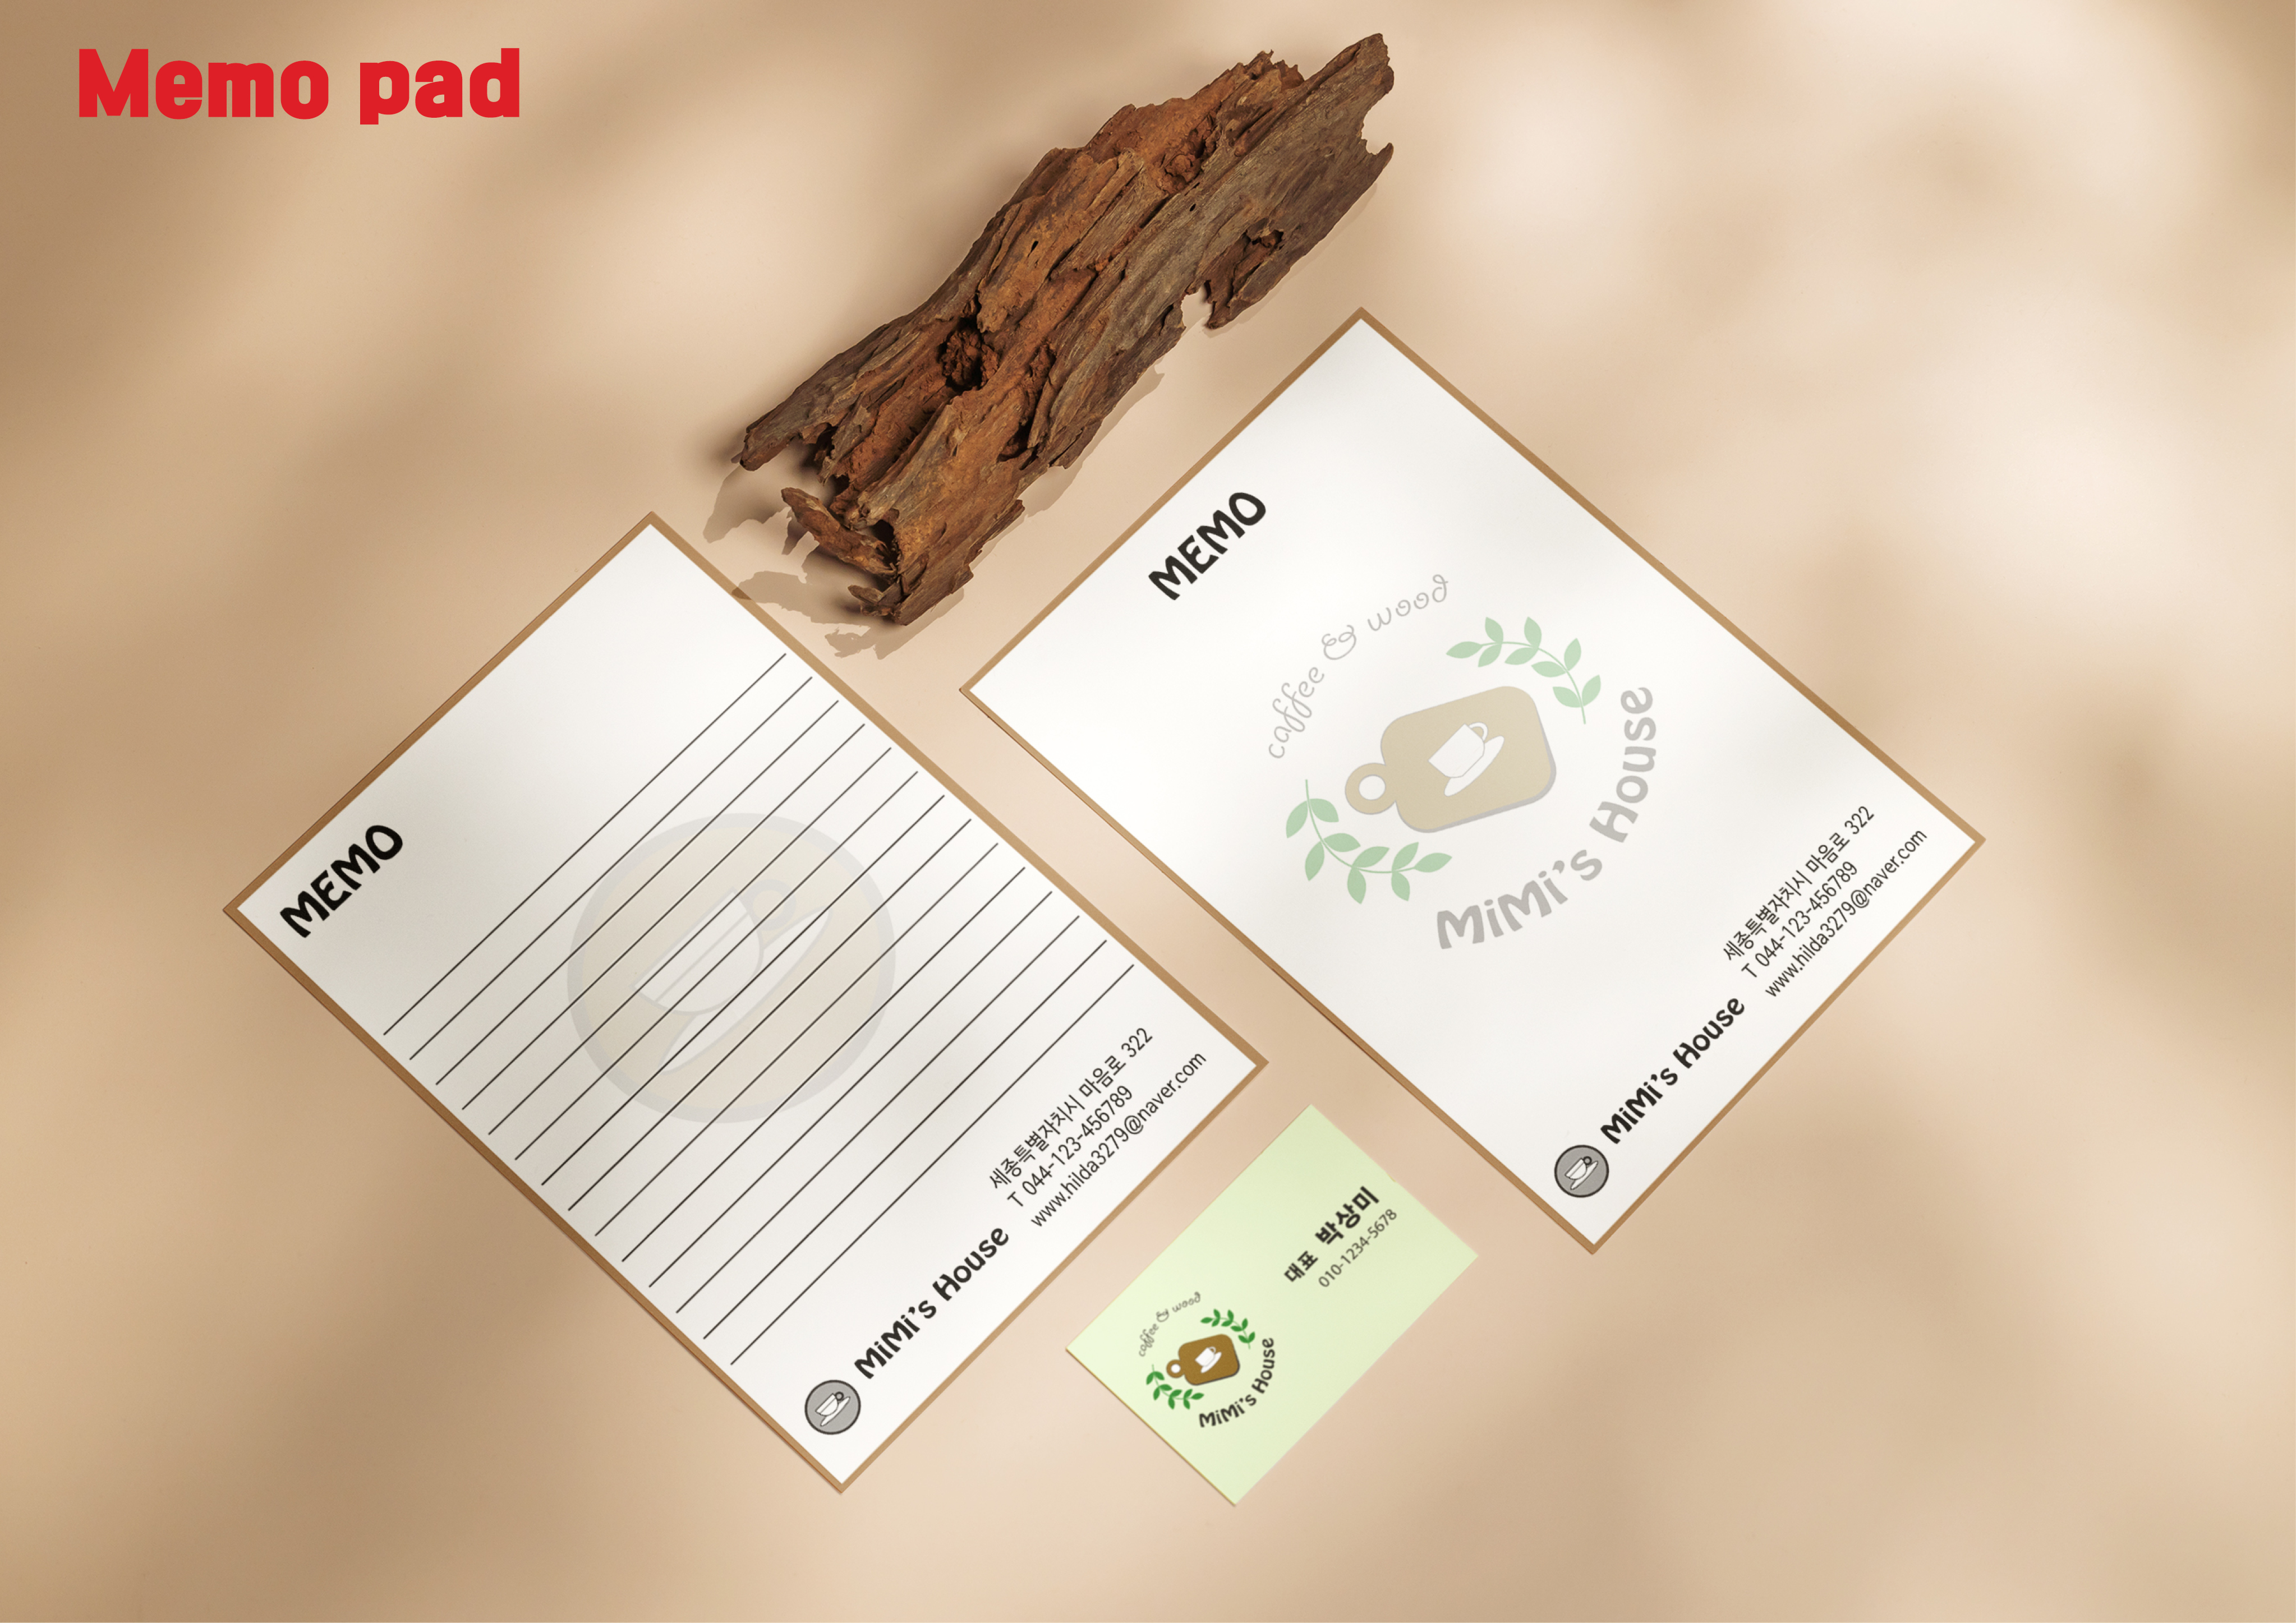 Memo pad
MEMO
세종특별자치시 마음로 322
T 044-123-456789
www.hilda3279@naver.com
MiMi's House
MEMO
caffee & wood
MiMi's House
세종특별자치시 마음로 322
T 044-123-456789
www.hilda3279@naver.com
MiMi's House
대표 박상미
010-1234-5678
caffee & wood
MiMi's House